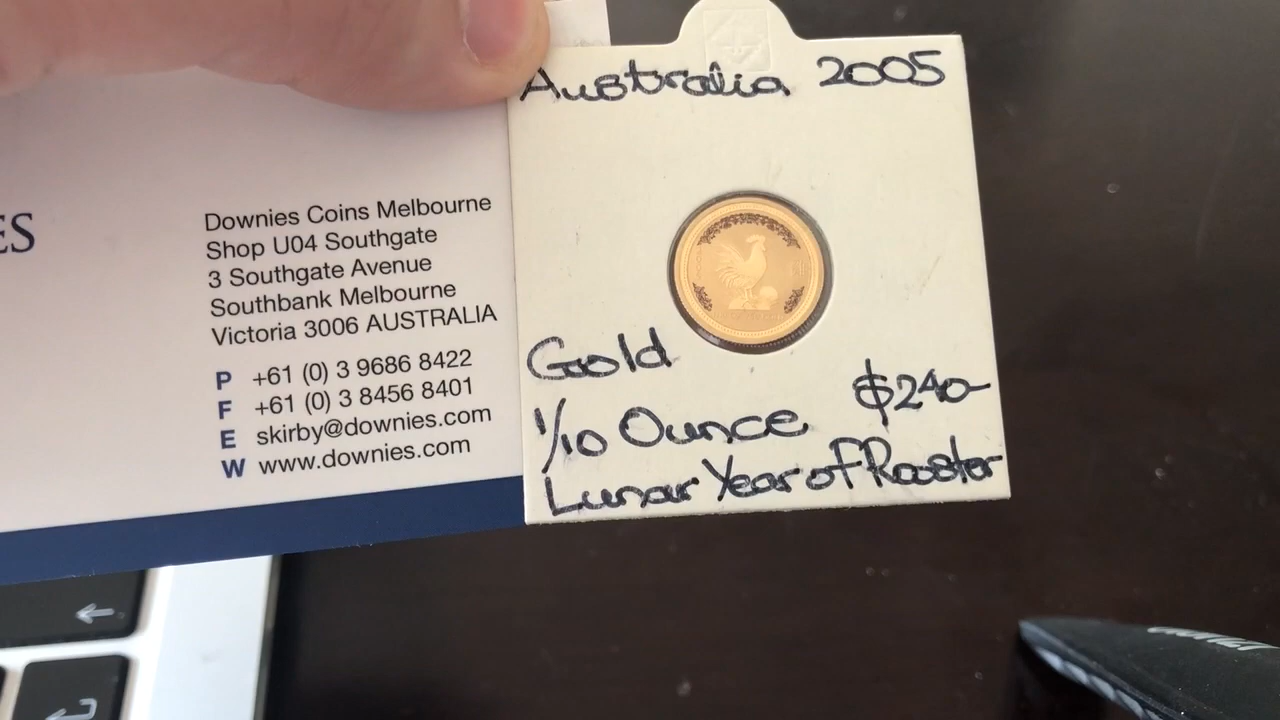 ES
Downies Coins Melbourne
Shop U04 Southgate
3 Southgate Avenue
Southbank Melbourne
Victoria 3006 AUSTRALIA
P +61 (0) 3 9686 8422
F +61 (0) 3 8456 8401
E skirby@downies.com
W www.downies.com
Australia 2005
Gold
1/10 Ounce $240-
Lunar Year of Rooster